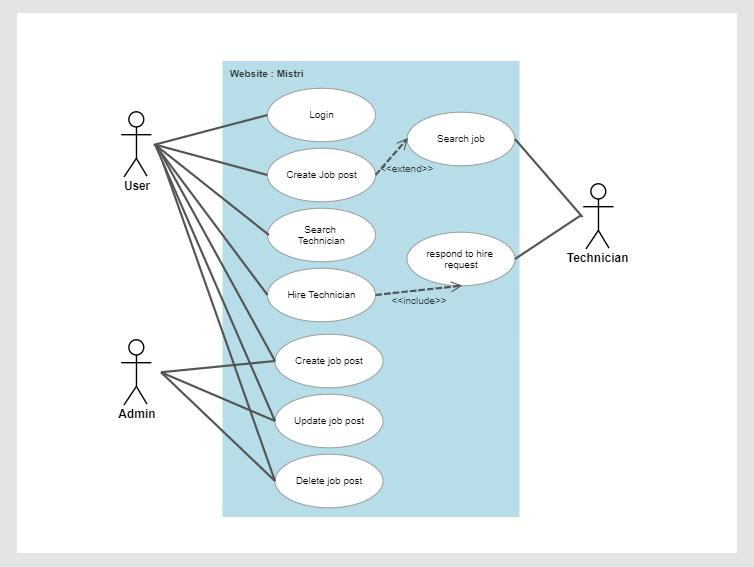 Website : Mistri
Login
Search job
Create Job post
<<extend>>
User
Search
Technician
Technician
respond to hire
request
Hire Technician
<<include>>
Create job post
Admin
Update job post
Delete job post